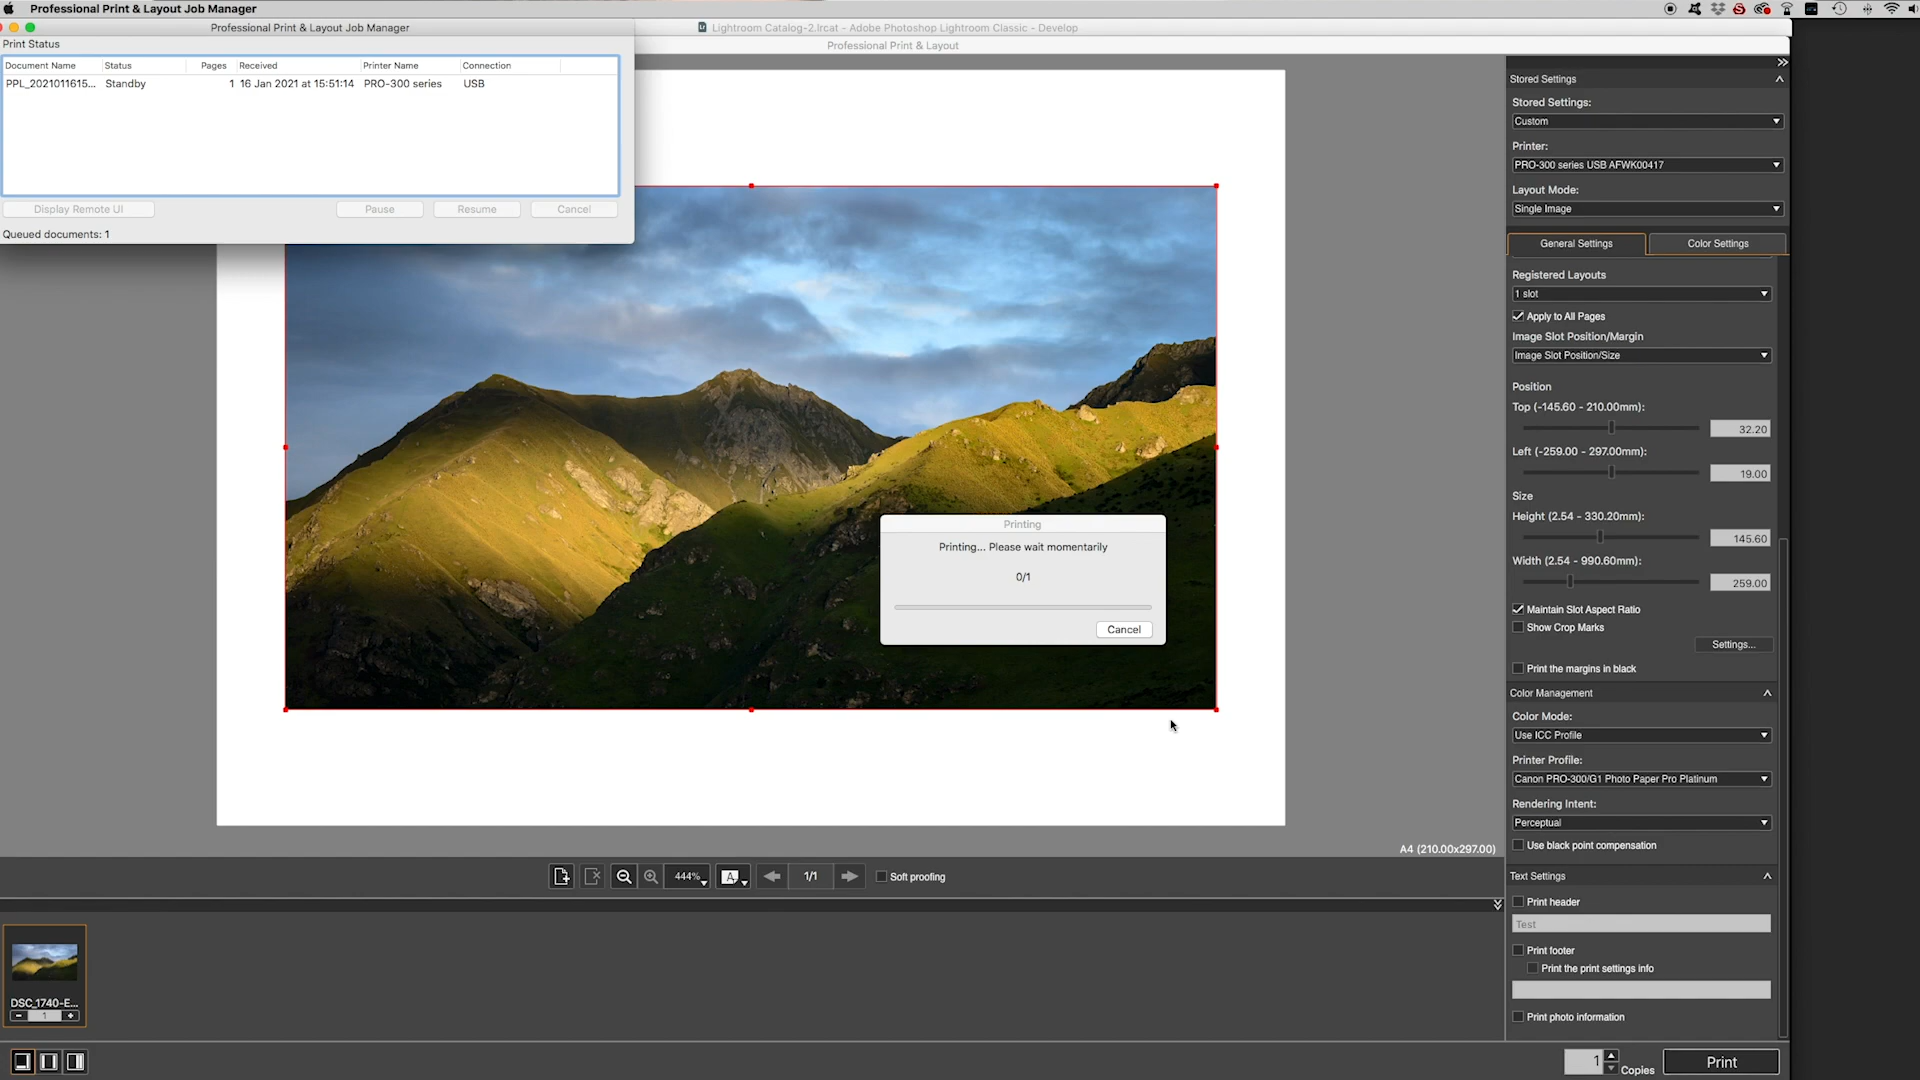 Professional Print & Layout Job Manager
Professional Print & Layout Job Manager
Lightroom Catalog-2.lrcat - Adobe Photoshop Lightroom Classic - Develop
Print Status
Professional Print & Layout
Document Name Status Pages Received Printer Name Connection
PPL_2021011615... Standby 1 16 Jan 2021 at 15:51:14 PRO-300 series USB
Display Remote UI Pause Resume Cancel
Queued documents: 1
Stored Settings
Stored Settings:
Custom
Printer:
PRO-300 series USB AFWK00417
Layout Mode:
Single Image
General Settings Color Settings
Registered Layouts
1 slot
Apply to All Pages
Image Slot Position/Margin
Image Slot Position/Size
Position
Top (-145.60 - 210.00mm):
32.20
Left (-259.00 - 297.00mm):
19.00
Size
Height (2.54 - 330.20mm):
145.60
Width (2.54 - 990.60mm):
259.00
Maintain Slot Aspect Ratio
Show Crop Marks
Settings...
Print the margins in black
Color Management
Color Mode:
Use ICC Profile
Printer Profile:
Canon PRO-300/G1 Photo Paper Pro Platinum
Rendering Intent:
Perceptual
Use black point compensation
Text Settings
Print header
Test
Print footer
Print the print settings info
Print photo information
1 Copies Print
Printing
Printing... Please wait momentarily
0/1
Cancel
A4 (210.00x297.00)
444% A 1/1 Soft proofing
DSC_1740-E...
- 1 +